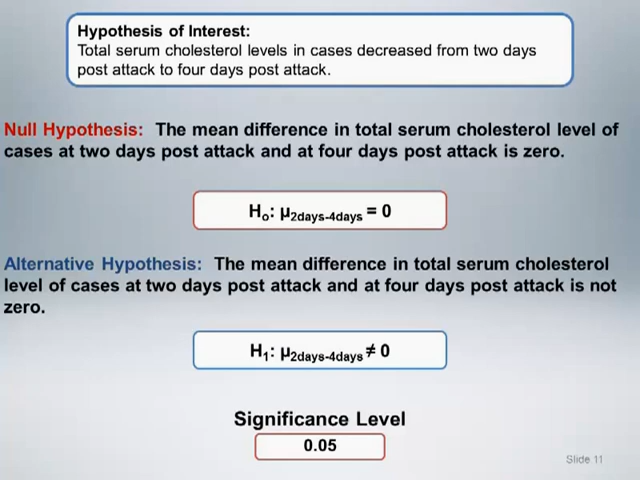 Hypothesis of Interest:
Total serum cholesterol levels in cases decreased from two days
post attack to four days post attack.
Null Hypothesis: The mean difference in total serum cholesterol level of
cases at two days post attack and at four days post attack is zero.
Ho: μ2days-4days = 0
Alternative Hypothesis: The mean difference in total serum cholesterol
level of cases at two days post attack and at four days post attack is not
zero.
H1: μ2days-4days ≠ 0
Significance Level
0.05
Slide 11